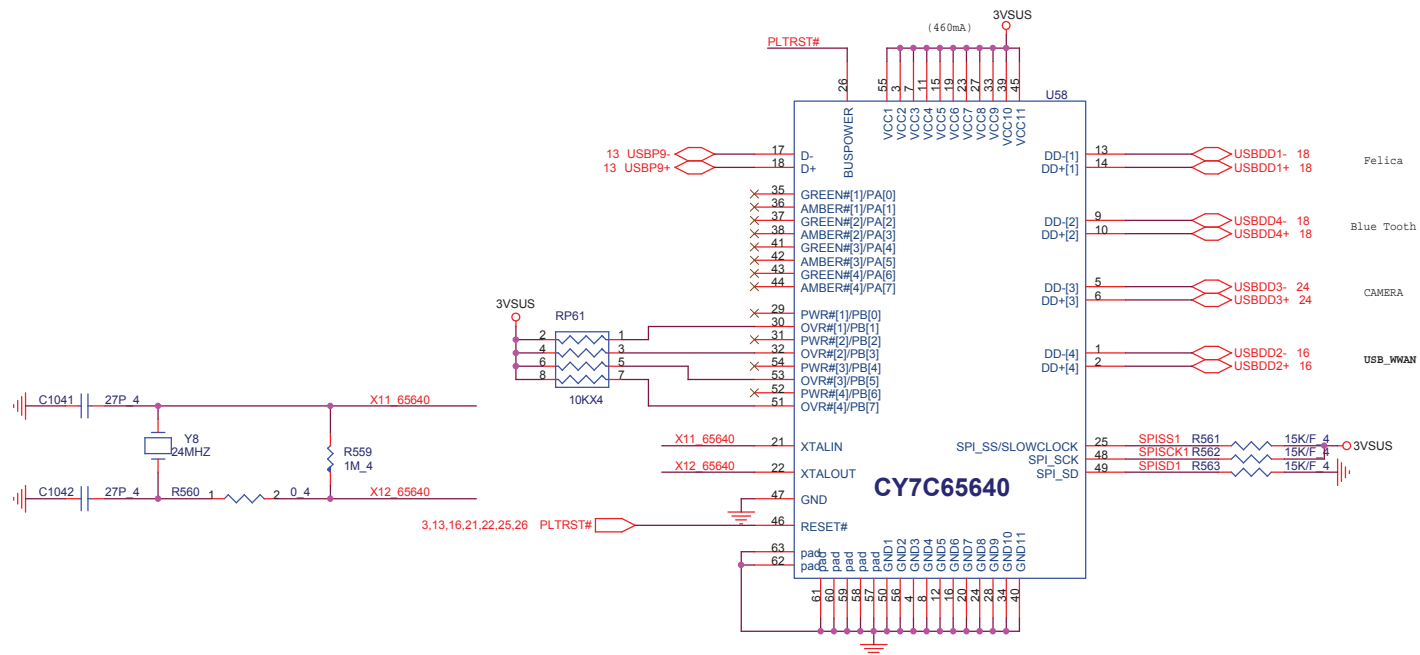 3VSUS
(460mA)
PLTRST#
26 55 3 7 11 15 19 23 27 33 39 45
U58
BUSPOWER VCC1 VCC2 VCC3 VCC4 VCC5 VCC6 VCC7 VCC8 VCC9 VCC10 VCC11
13 USBP9- 17 D- DD-[1] 13 USBDD1- 18
13 USBP9+ 18 D+ DD+[1] 14 USBDD1+ 18
Felica
35 GREEN#[1]/PA[0]
36 AMBER#[1]/PA[1]
37 GREEN#[2]/PA[2] DD-[2] 9 USBDD4- 18
38 AMBER#[2]/PA[3] DD+[2] 10 USBDD4+ 18
Blue Tooth
41 GREEN#[3]/PA[4]
42 AMBER#[3]/PA[5]
43 GREEN#[4]/PA[6]
44 AMBER#[4]/PA[7]
DD-[3] 5 USBDD3- 24
DD+[3] 6 USBDD3+ 24
CAMERA
3VSUS
RP61
29 PWR#[1]/PB[0]
2 1 30 OVR#[1]/PB[1]
31 PWR#[2]/PB[2]
4 3 32 OVR#[2]/PB[3]
54 PWR#[3]/PB[4]
6 5 53 OVR#[3]/PB[5]
52 PWR#[4]/PB[6]
8 7 51 OVR#[4]/PB[7]
10KX4
DD-[4] 1 USBDD2- 16
DD+[4] 2 USBDD2+ 16
USB_WWAN
C1041 27P_4 X11_65640
Y8
24MHZ
R559
1M_4
C1042 27P_4 R560 1 2 0_4 X12_65640
X11_65640 21 XTALIN
X12_65640 22 XTALOUT
SPI_SS/SLOWCLOCK 25 SPISS1 R561 15K/F_4 3VSUS
SPI_SCK 48 SPISCK1 R562 15K/F_4
SPI_SD 49 SPISD1 R563 15K/F_4
CY7C65640
47 GND
3,13,16,21,22,25,26 PLTRST# 46 RESET#
63 pad
62 pad
pad pad pad pad pad GND1 GND2 GND3 GND4 GND5 GND6 GND7 GND8 GND9 GND10 GND11
61 60 59 58 57 50 56 4 8 12 16 20 24 28 34 40